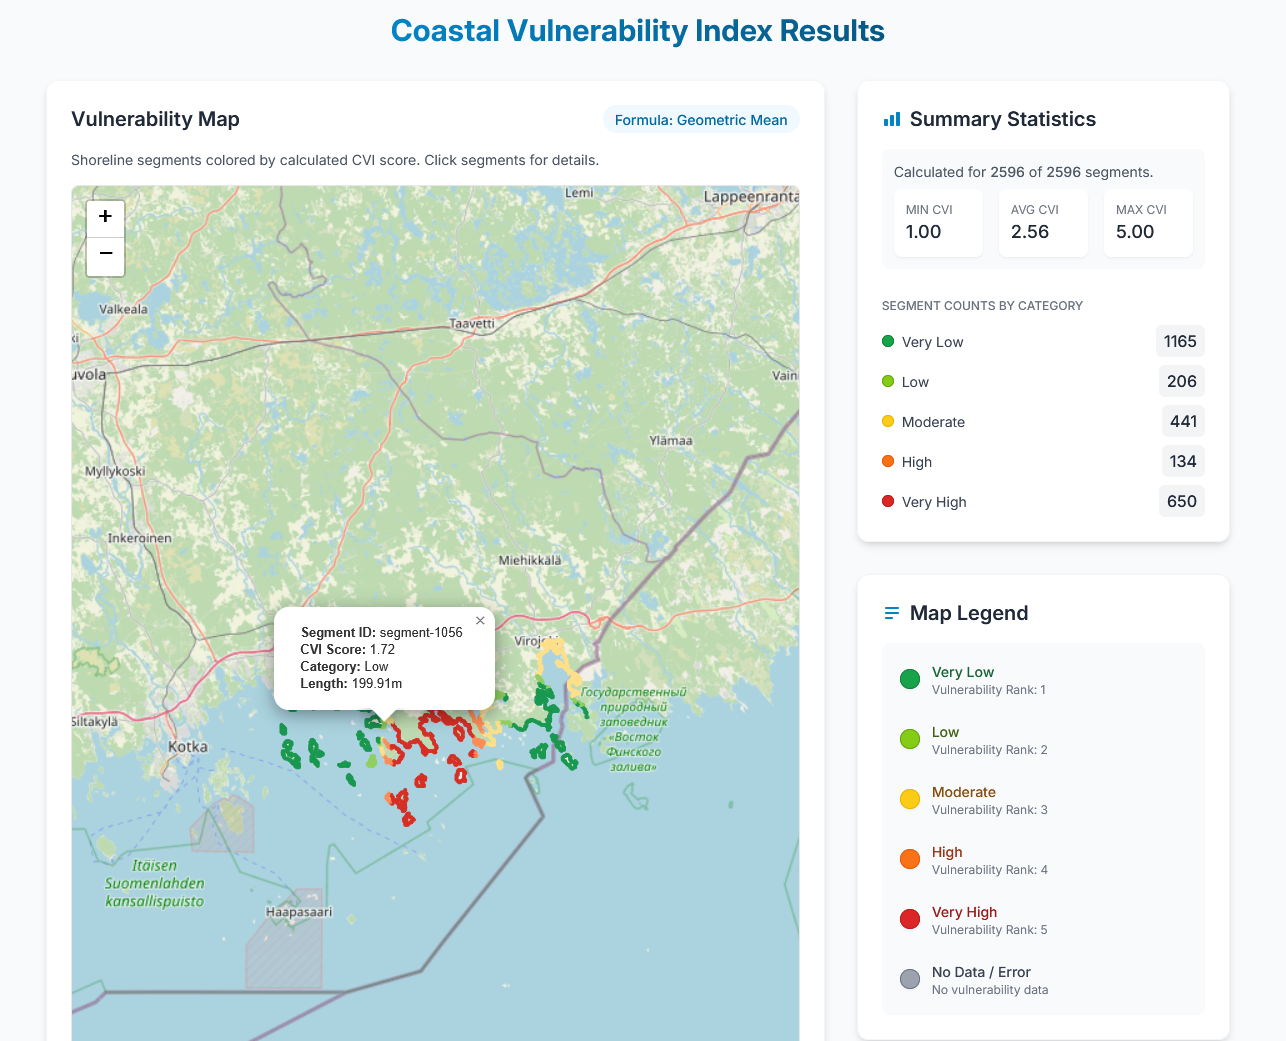 Coastal Vulnerability Index Results
Vulnerability Map
Formula: Geometric Mean
Shoreline segments colored by calculated CVI score. Click segments for details.
+
−
Lemi
Lappeenranta
Valkeala
Taavetti
uvola
Vain
Ylämaa
Myllykoski
Inkeroinen
Miehikkälä
Segment ID: segment-1056
CVI Score: 1.72
Category: Low
Length: 199.91m
×
Государственный
природный
заповедник
«Восток
Финского
залива»
Siltakylä
Kotka
Itäisen
Suomenlahden
kansallispuisto
Haapasaari
Summary Statistics
Calculated for 2596 of 2596 segments.
MIN CVI
1.00
AVG CVI
2.56
MAX CVI
5.00
SEGMENT COUNTS BY CATEGORY
Very Low 1165
Low 206
Moderate 441
High 134
Very High 650
Map Legend
Very Low
Vulnerability Rank: 1
Low
Vulnerability Rank: 2
Moderate
Vulnerability Rank: 3
High
Vulnerability Rank: 4
Very High
Vulnerability Rank: 5
No Data / Error
No vulnerability data